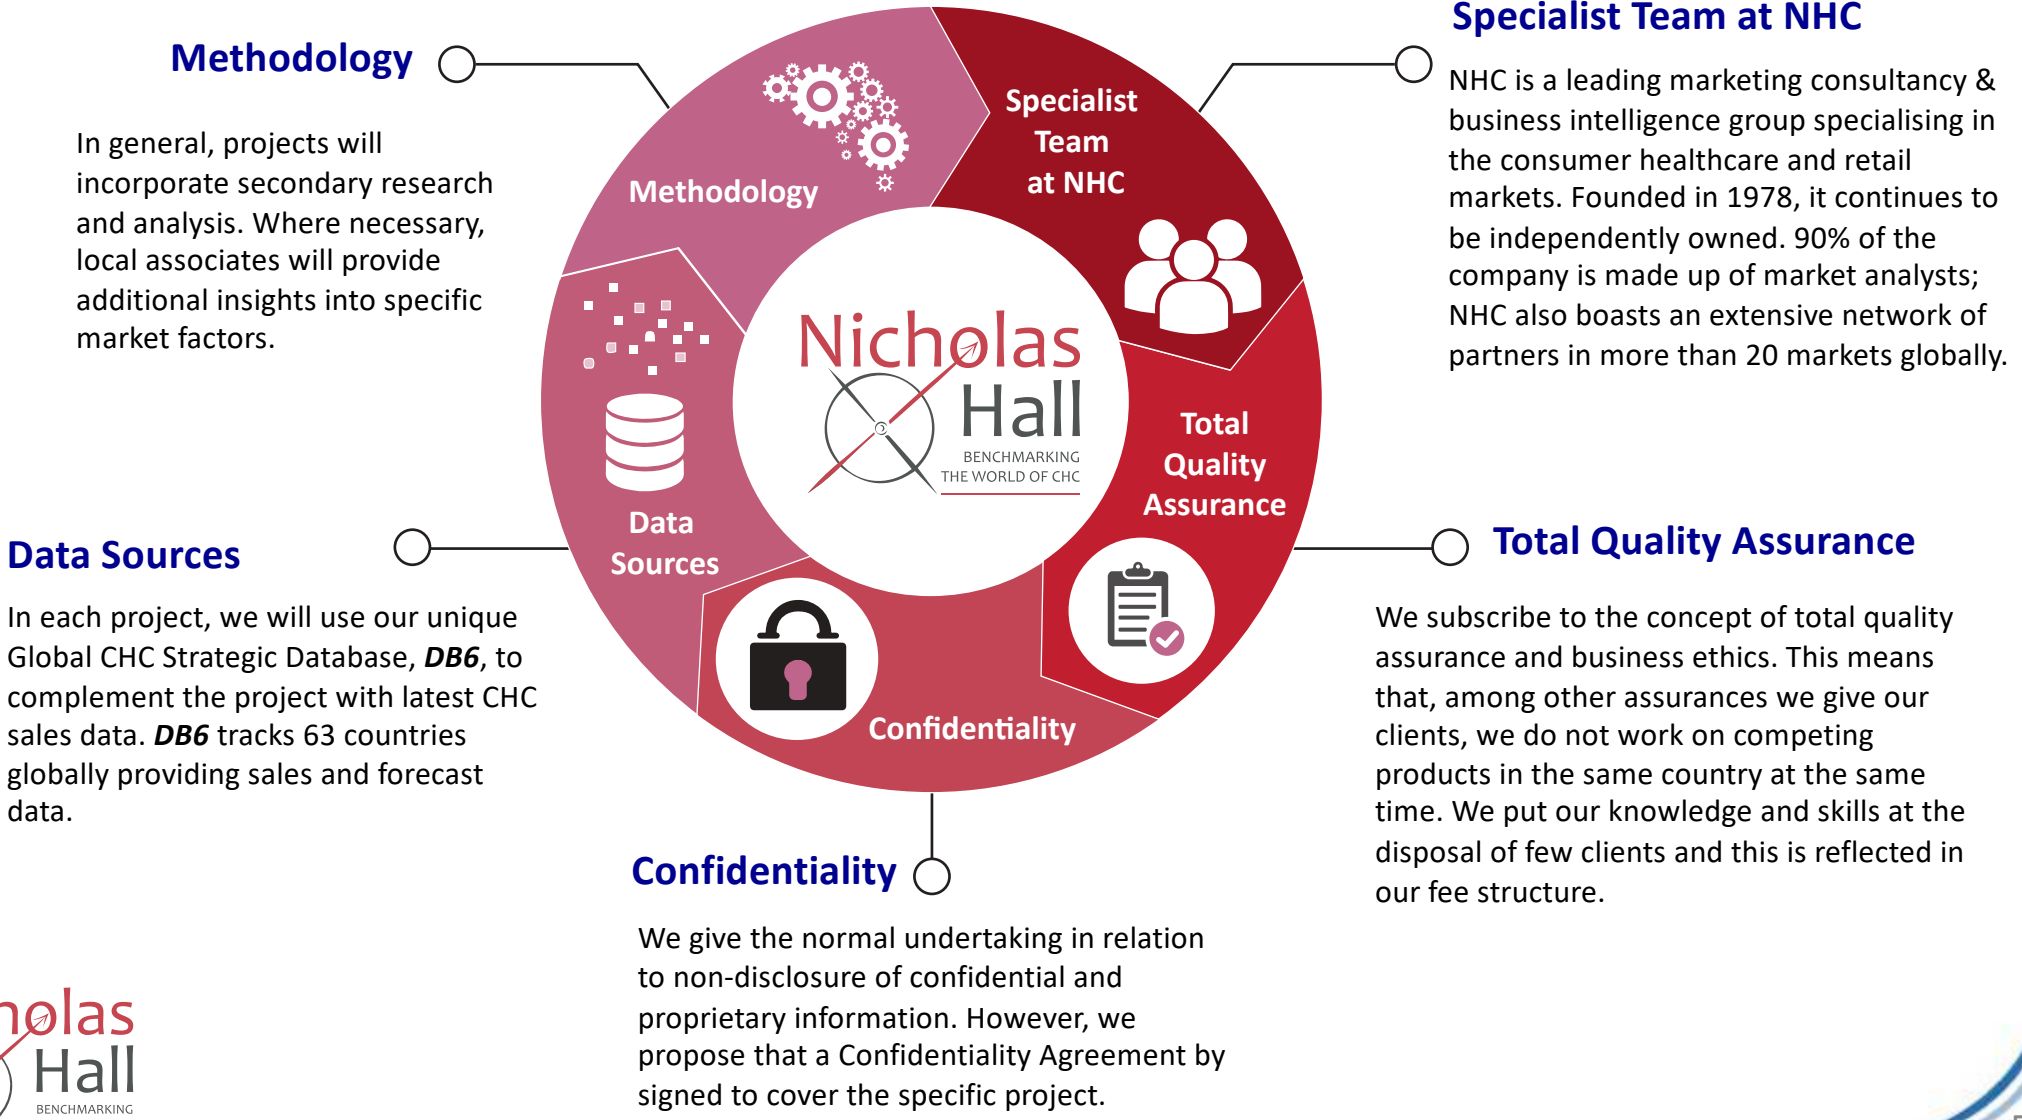 Methodology
In general, projects will
incorporate secondary research
and analysis. Where necessary,
local associates will provide
additional insights into specific
market factors.
Data Sources
In each project, we will use our unique
Global CHC Strategic Database, DB6, to
complement the project with latest CHC
sales data. DB6 tracks 63 countries
globally providing sales and forecast
data.
Methodology
Specialist
Team
at NHC
Data
Sources
Total
Quality
Assurance
Confidentiality
Nicholas
Hall
BENCHMARKING
THE WORLD OF CHC
Specialist Team at NHC
NHC is a leading marketing consultancy &
business intelligence group specialising in
the consumer healthcare and retail
markets. Founded in 1978, it continues to
be independently owned. 90% of the
company is made up of market analysts;
NHC also boasts an extensive network of
partners in more than 20 markets globally.
Total Quality Assurance
We subscribe to the concept of total quality
assurance and business ethics. This means
that, among other assurances we give our
clients, we do not work on competing
products in the same country at the same
time. We put our knowledge and skills at the
disposal of few clients and this is reflected in
our fee structure.
Confidentiality
We give the normal undertaking in relation
to non-disclosure of confidential and
proprietary information. However, we
propose that a Confidentiality Agreement by
signed to cover the specific project.
holas
Hall
BENCHMARKING